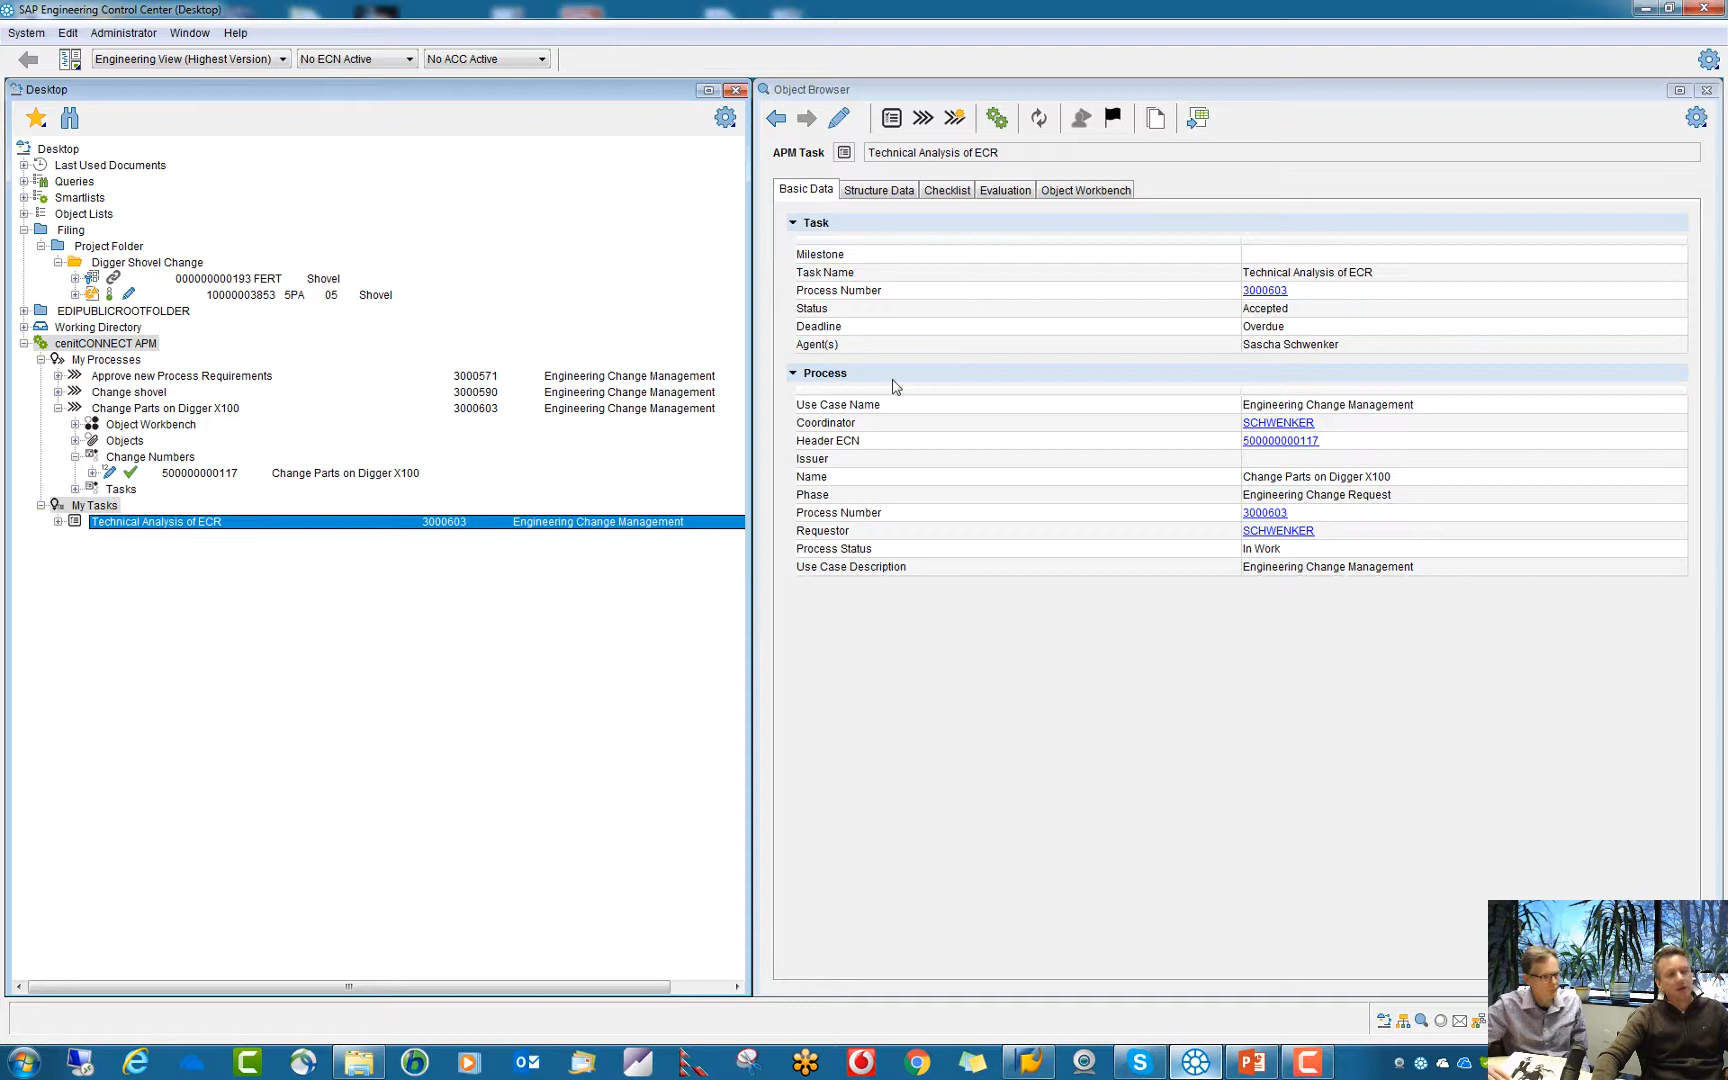 SAP Engineering Control Center (Desktop)
System Edit Administrator Window Help
Engineering View (Highest Version) No ECN Active No ACC Active
Desktop
Desktop
Last Used Documents
Queries
Smartlists
Object Lists
Filing
Project Folder
Digger Shovel Change
000000000193 FERT Shovel
10000003853 5PA 05 Shovel
EDIPUBLICROOTFOLDER
Working Directory
cenitCONNECT APM
My Processes
Approve new Process Requirements 3000571 Engineering Change Management
Change shovel 3000590 Engineering Change Management
Change Parts on Digger X100 3000603 Engineering Change Management
Object Workbench
Objects
Change Numbers
500000000117 Change Parts on Digger X100
Tasks
My Tasks
Technical Analysis of ECR 3000603 Engineering Change Management
Object Browser
APM Task Technical Analysis of ECR
Basic Data Structure Data Checklist Evaluation Object Workbench
Task
Milestone
Task Name Technical Analysis of ECR
Process Number 3000603
Status Accepted
Deadline Overdue
Agent(s) Sascha Schwenker
Process
Use Case Name Engineering Change Management
Coordinator SCHWENKER
Header ECN 500000000117
Issuer
Name Change Parts on Digger X100
Phase Engineering Change Request
Process Number 3000603
Requestor SCHWENKER
Process Status In Work
Use Case Description Engineering Change Management